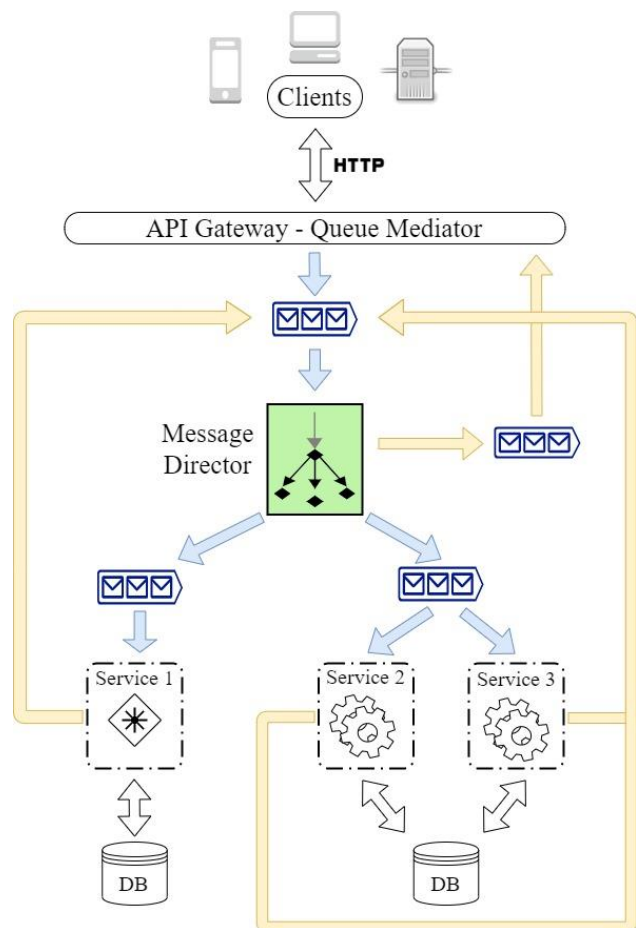 Clients
HTTP
API Gateway - Queue Mediator
Message
Director
Service 1
Service 2
Service 3
DB
DB